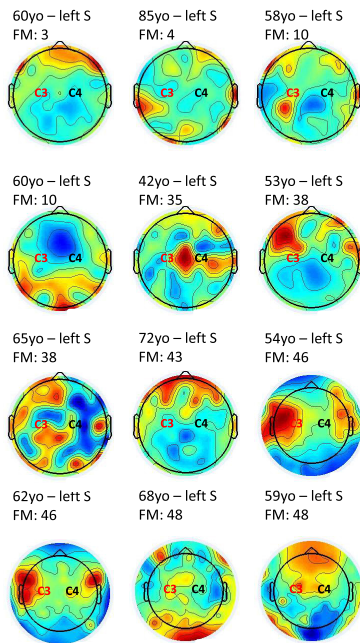 60yo – left S 85yo – left S 58yo – left S
FM: 3 FM: 4 FM: 10
C3 C4 C3 C4 C3 C4
60yo – left S 42yo – left S 53yo – left S
FM: 10 FM: 35 FM: 38
C3 C4 C3 C4 C3 C4
65yo – left S 72yo – left S 54yo – left S
FM: 38 FM: 43 FM: 46
C3 C4 C3 C4 C3 C4
62yo – left S 68yo – left S 59yo – left S
FM: 46 FM: 48 FM: 48
C3 C4 C3 C4 C3 C4